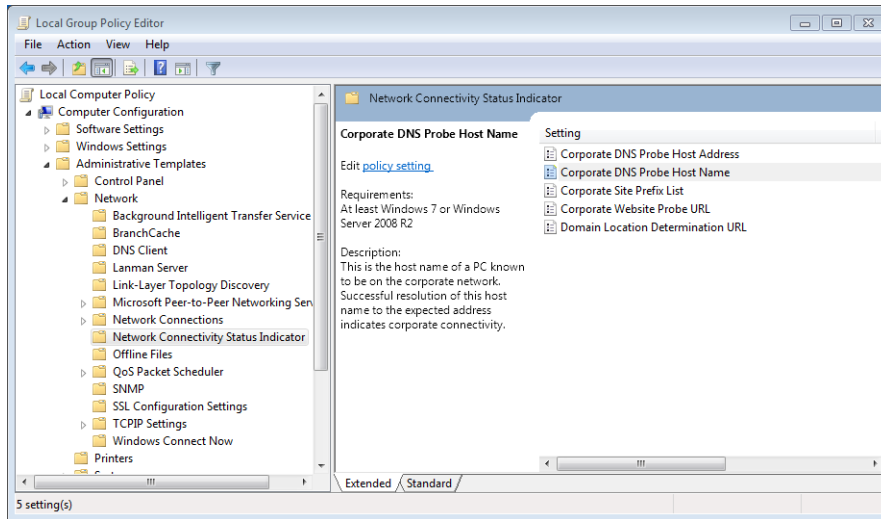 Local Group Policy Editor
File Action View Help
Local Computer Policy
Computer Configuration
Software Settings
Windows Settings
Administrative Templates
Control Panel
Network
Background Intelligent Transfer Service
BranchCache
DNS Client
Lanman Server
Link-Layer Topology Discovery
Microsoft Peer-to-Peer Networking Ser
Network Connections
Network Connectivity Status Indicator
Offline Files
QoS Packet Scheduler
SNMP
SSL Configuration Settings
TCPIP Settings
Windows Connect Now
Printers
Network Connectivity Status Indicator
Corporate DNS Probe Host Name
Edit policy setting
Requirements:
At least Windows 7 or Windows
Server 2008 R2
Description:
This is the host name of a PC known
to be on the corporate network.
Successful resolution of this host
name to the expected address
indicates corporate connectivity.
Setting
Corporate DNS Probe Host Address
Corporate DNS Probe Host Name
Corporate Site Prefix List
Corporate Website Probe URL
Domain Location Determination URL
Extended Standard
5 setting(s)